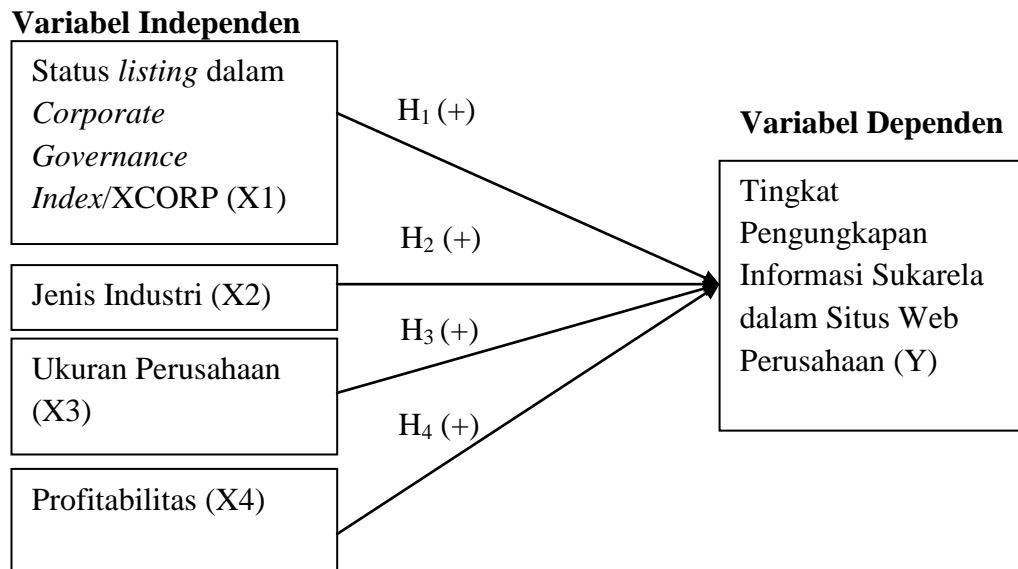 Variabel Independen
Status listing dalam
Corporate
Governance
Index/XCORP (X1)
Jenis Industri (X2)
Ukuran Perusahaan
(X3)
Profitabilitas (X4)
H₁ (+)
H₂ (+)
H₃ (+)
H₄ (+)
Variabel Dependen
Tingkat
Pengungkapan
Informasi Sukarela
dalam Situs Web
Perusahaan (Y)